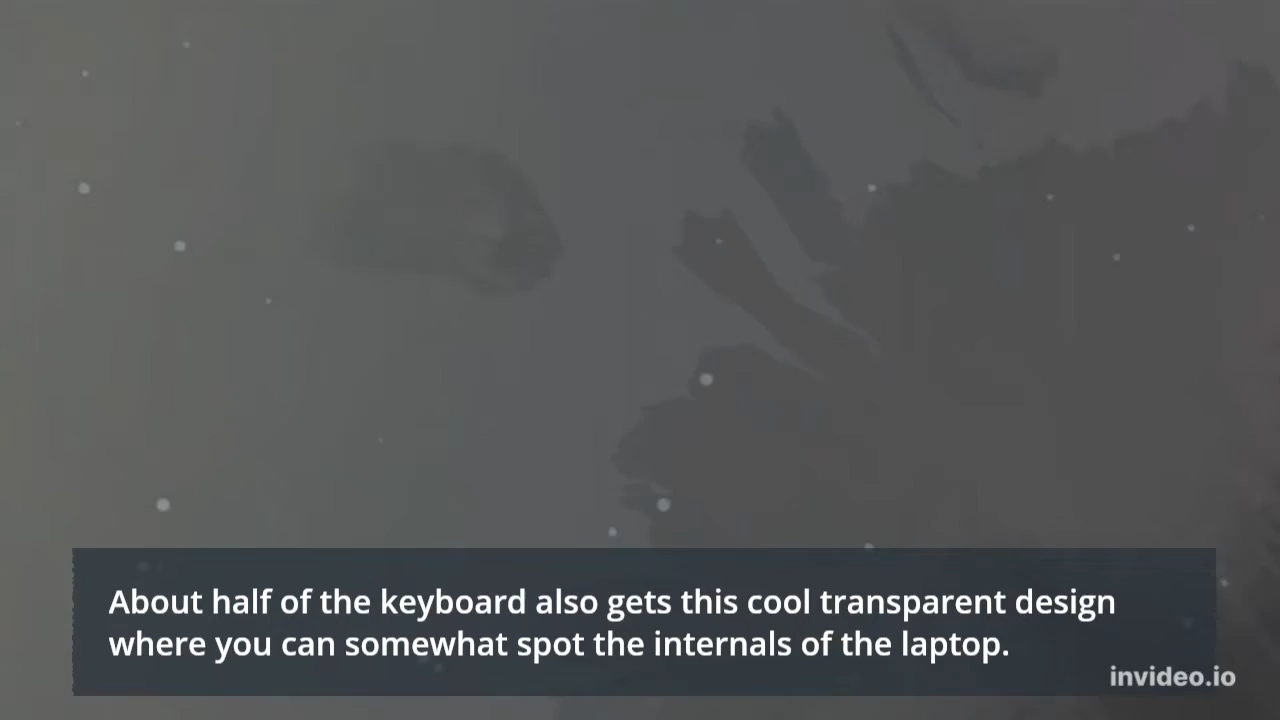 About half of the keyboard also gets this cool transparent design
where you can somewhat spot the internals of the laptop.
invideo.io